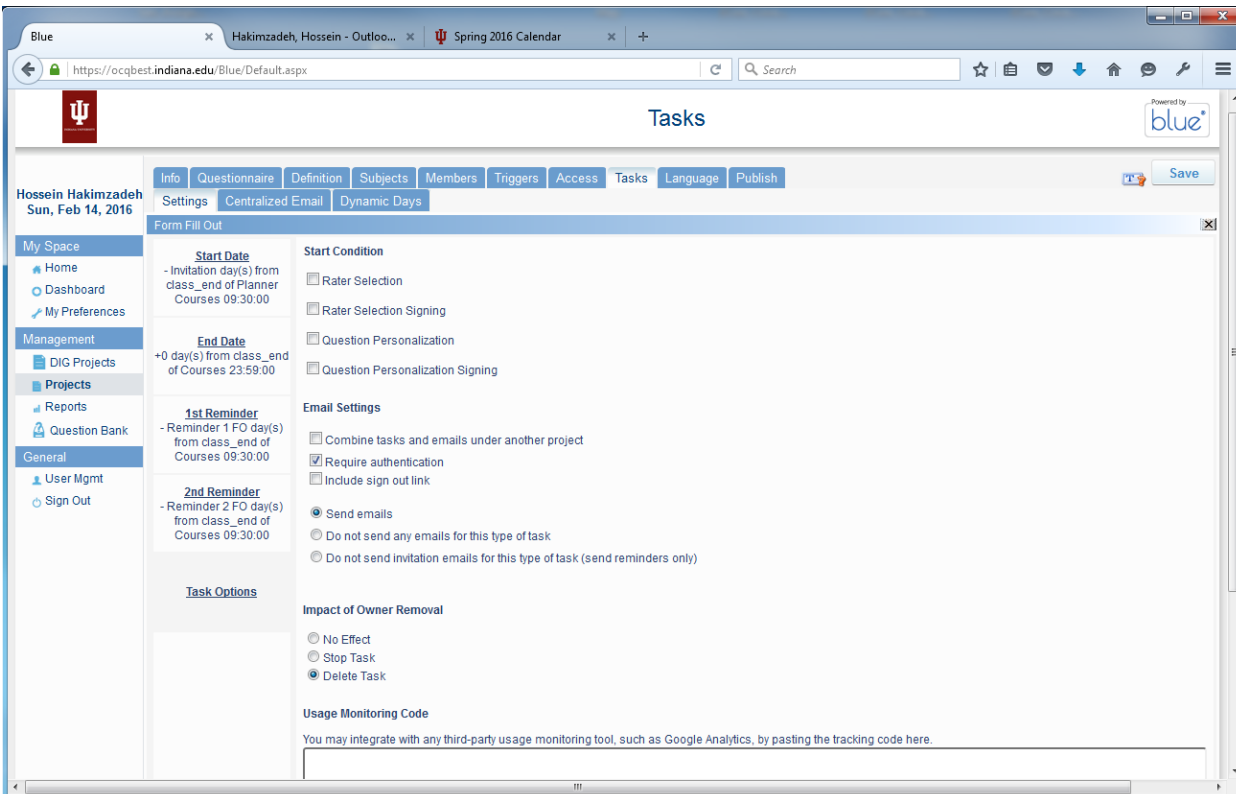 Blue
Hakimzadeh, Hossein - Outloo...
Spring 2016 Calendar
https://ocqbest.indiana.edu/Blue/Default.aspx
Search
Tasks
Powered by
blue
Hossein Hakimzadeh
Sun, Feb 14, 2016
Info Questionnaire Definition Subjects Members Triggers Access Tasks Language Publish
Save
Settings Centralized Email Dynamic Days
Form Fill Out
My Space
Home
Dashboard
My Preferences
Management
DIG Projects
Projects
Reports
Question Bank
General
User Mgmt
Sign Out
Start Date
- Invitation day(s) from
class_end of Planner
Courses 09:30:00
End Date
+0 day(s) from class_end
of Courses 23:59:00
1st Reminder
- Reminder 1 FO day(s)
from class_end of
Courses 09:30:00
2nd Reminder
- Reminder 2 FO day(s)
from class_end of
Courses 09:30:00
Task Options
Start Condition
Rater Selection
Rater Selection Signing
Question Personalization
Question Personalization Signing
Email Settings
Combine tasks and emails under another project
Require authentication
Include sign out link
Send emails
Do not send any emails for this type of task
Do not send invitation emails for this type of task (send reminders only)
Impact of Owner Removal
No Effect
Stop Task
Delete Task
Usage Monitoring Code
You may integrate with any third-party usage monitoring tool, such as Google Analytics, by pasting the tracking code here.